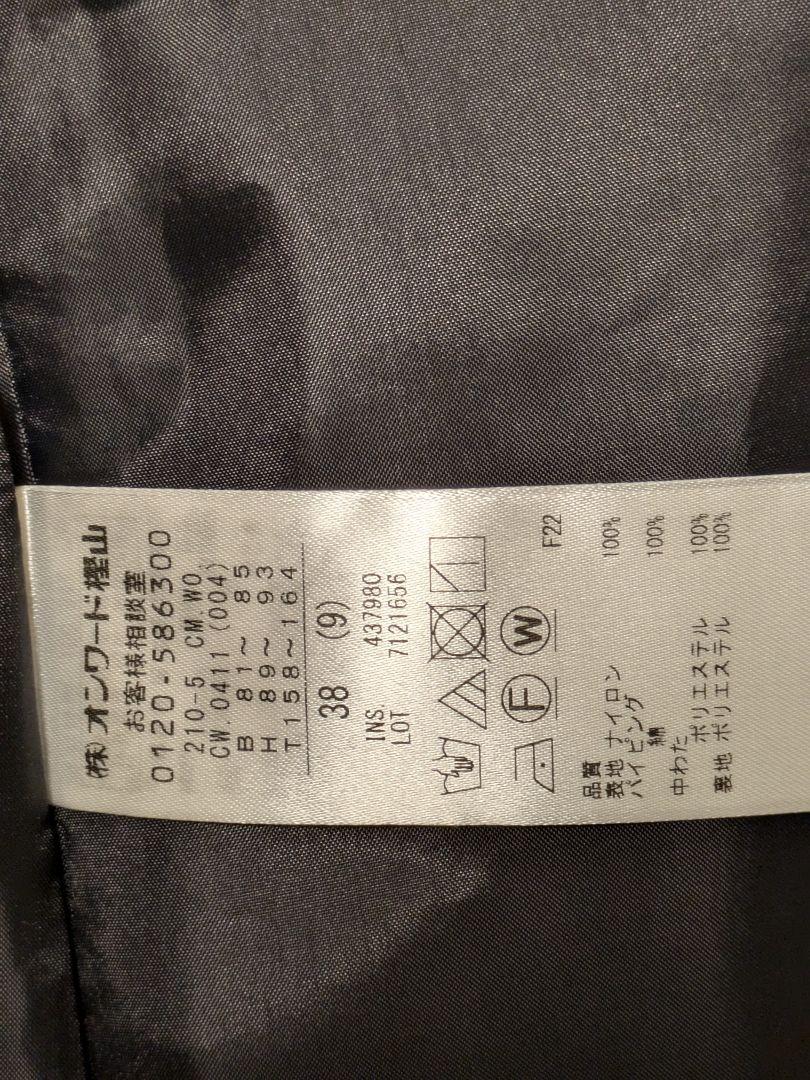 ㈱オンワード樫山
お客様相談室
0120-586300
210-5 CM.WO.
CW.0411 (004)
B 81~ 85
H 89~ 93
T158~164
38 (9)
INS. 437980
LOT 7121656
F W
F22
品質
表地 ナイロン 100%
パイピング
綿 100%
中わた
ポリエステル 100%
裏地 ポリエステル 100%